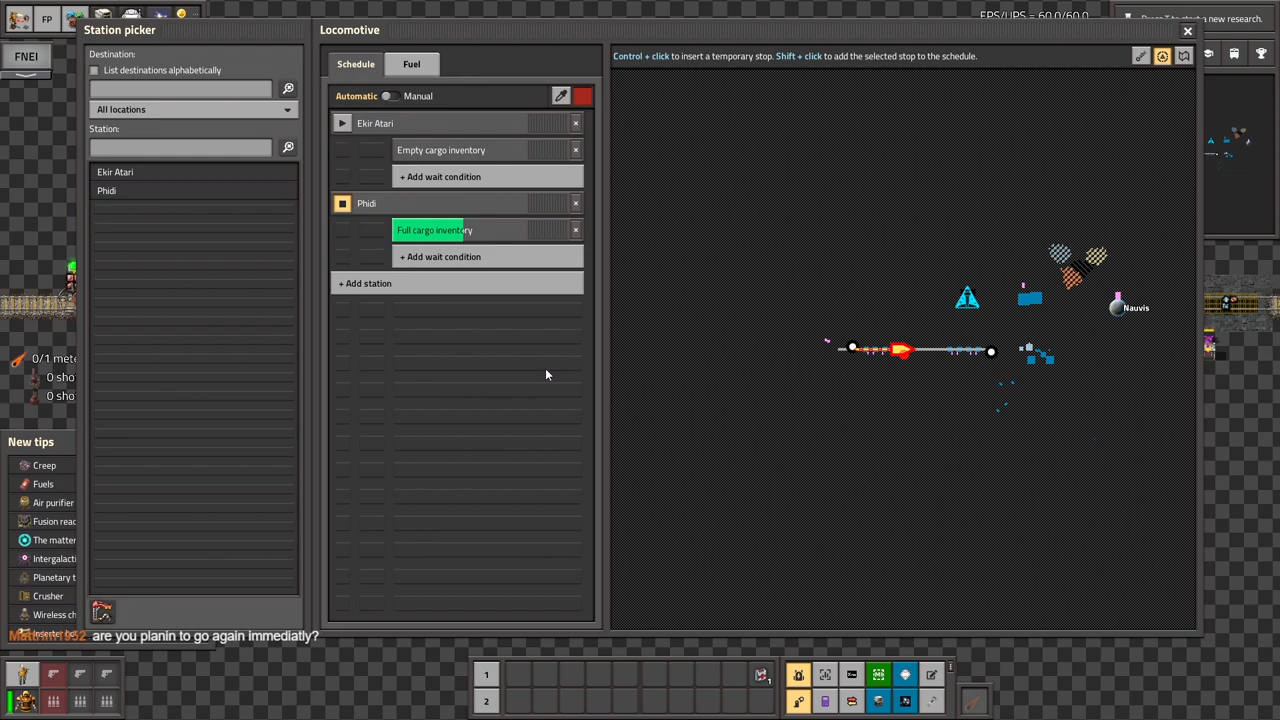 FP
FNEI
Station picker
Destination:
List destinations alphabetically
All locations
Station:
Ekir Atari
Phidi
Locomotive
Schedule
Fuel
Automatic
Manual
Ekir Atari
Empty cargo inventory
+ Add wait condition
Phidi
Full cargo inventory
+ Add wait condition
+ Add station
EPS/UPS = 60.0/60.0
Control + click to insert a temporary stop. Shift + click to add the selected stop to the schedule.
Nauvis
start a new research.
0/1 mete
0 sho
0 sho
New tips
Creep
Fuels
Air purifier
Fusion reac
The matter
Intergalacti
Planetary t
Crusher
Wireless ch
Mattrim1952 are you planin to go again immediatly?
1
2
1